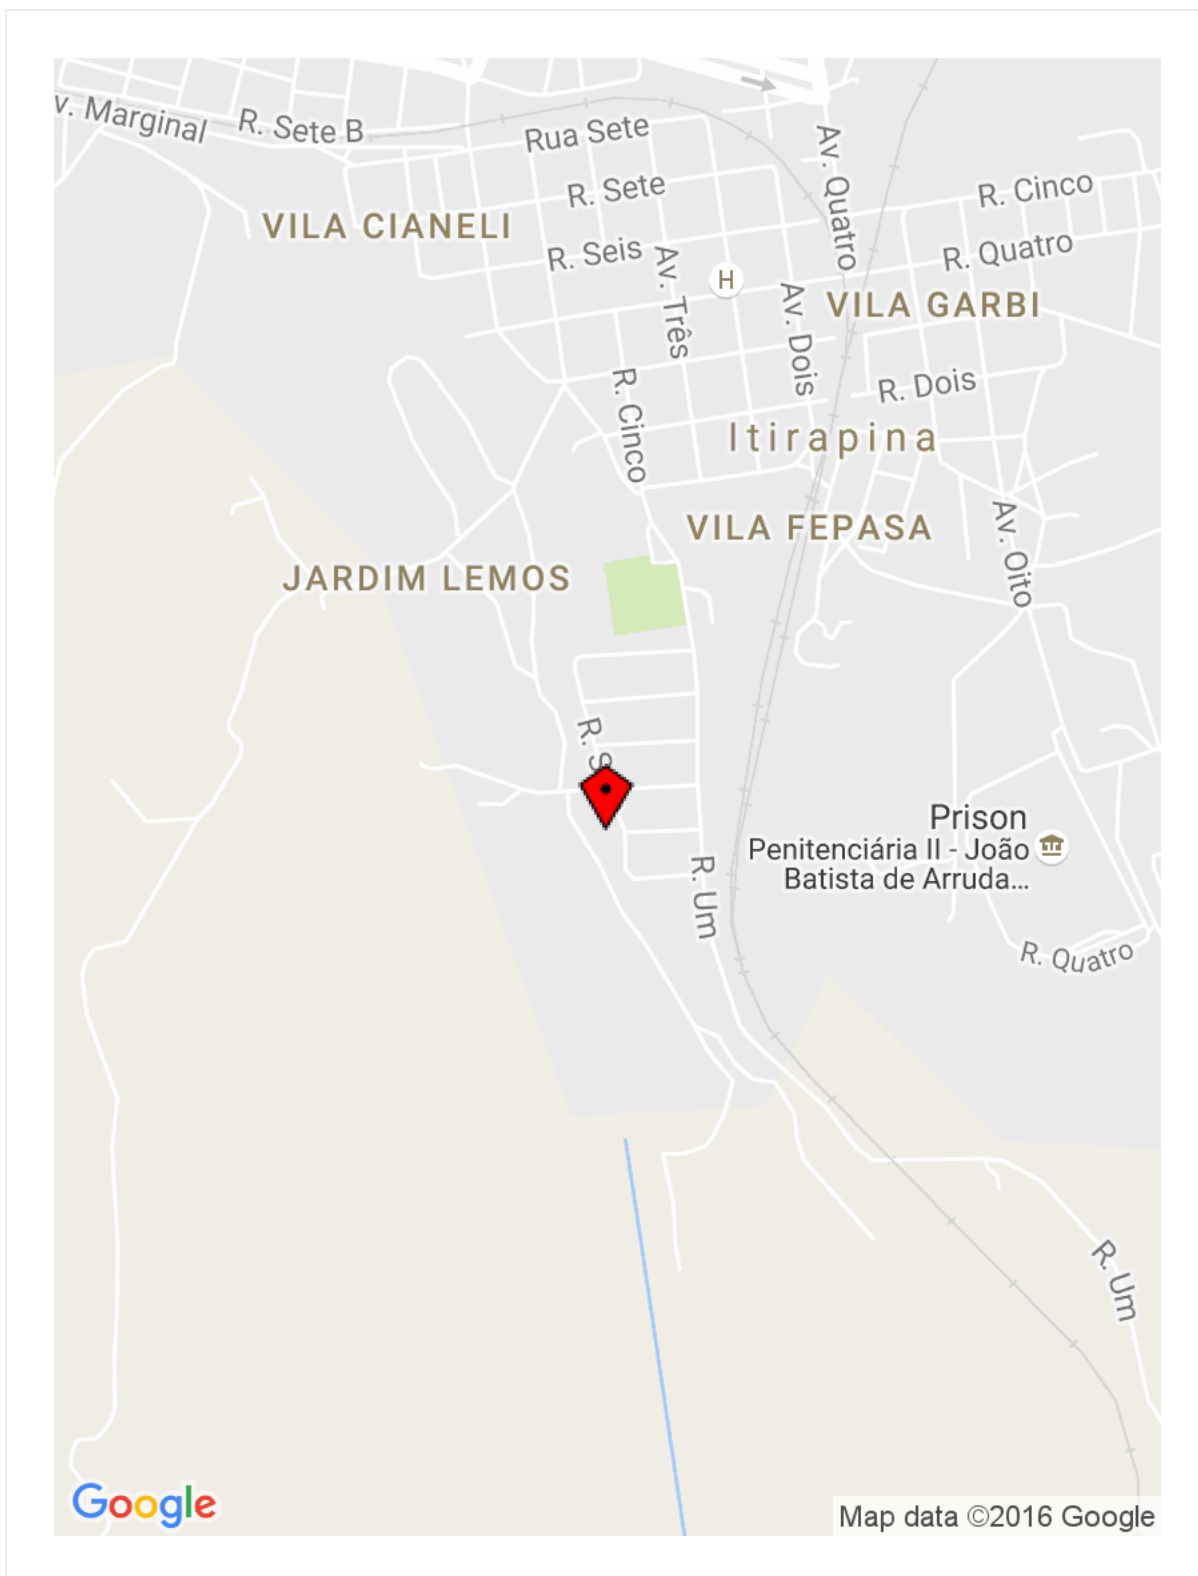 v. Marginal
R. Sete B
Rua Sete
Av. Quatro
R. Sete
R. Cinco
VILA CIANELI
R. Seis
Av. Três
R. Quatro
H
Av. Dois
VILA GARBI
R. Cinco
R. Dois
Itirapina
VILA FEPASA
Av. Oito
JARDIM LEMOS
R. S
Prison
Penitenciária II - João
Batista de Arruda...
R. Um
R. Quatro
R. Um
Google
Map data ©2016 Google